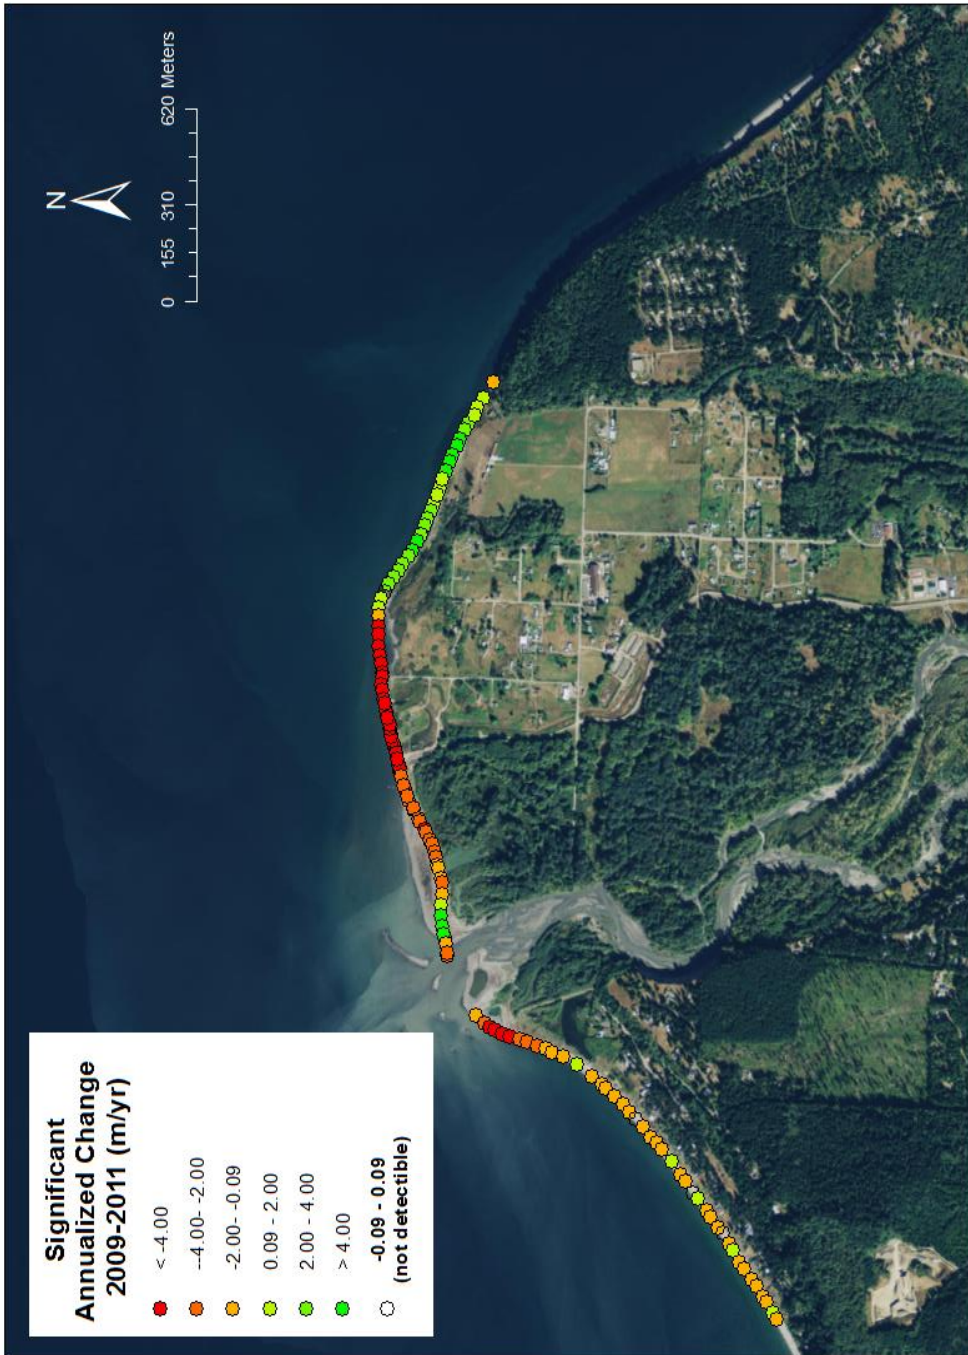 Significant
Annualized Change
2009-2011 (m/yr)
< -4.00
--4.00- -2.00
-2.00- -0.09
0.09 - 2.00
2.00 - 4.00
> 4.00
-0.09 - 0.09
(not detectible)
N
0 155 310 620 Meters